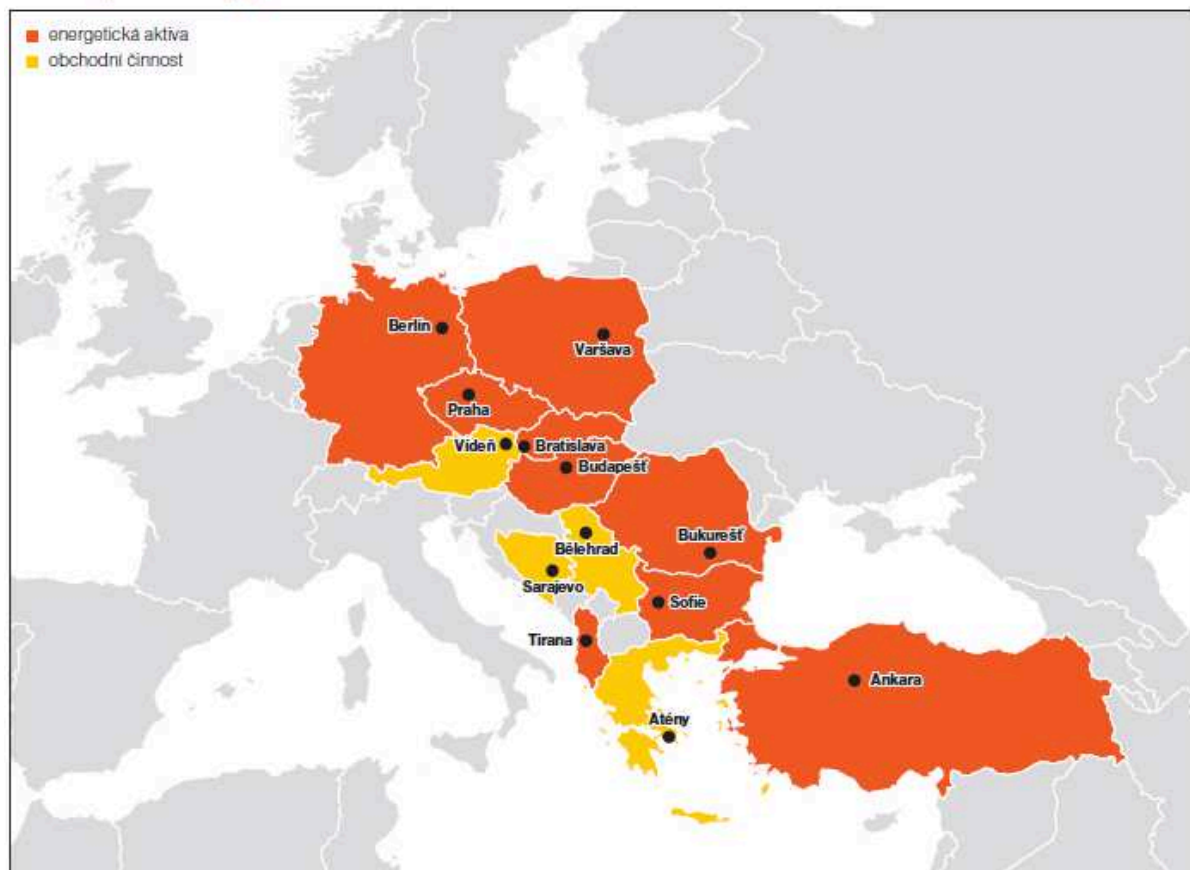 energetická aktiva
obchodní činnost
Berlín
Varšava
Praha
Vídeň
Bratislava
Budapešť
Bělehrad
Bukurešť
Sarajevo
Sofie
Tirana
Ankara
Atény